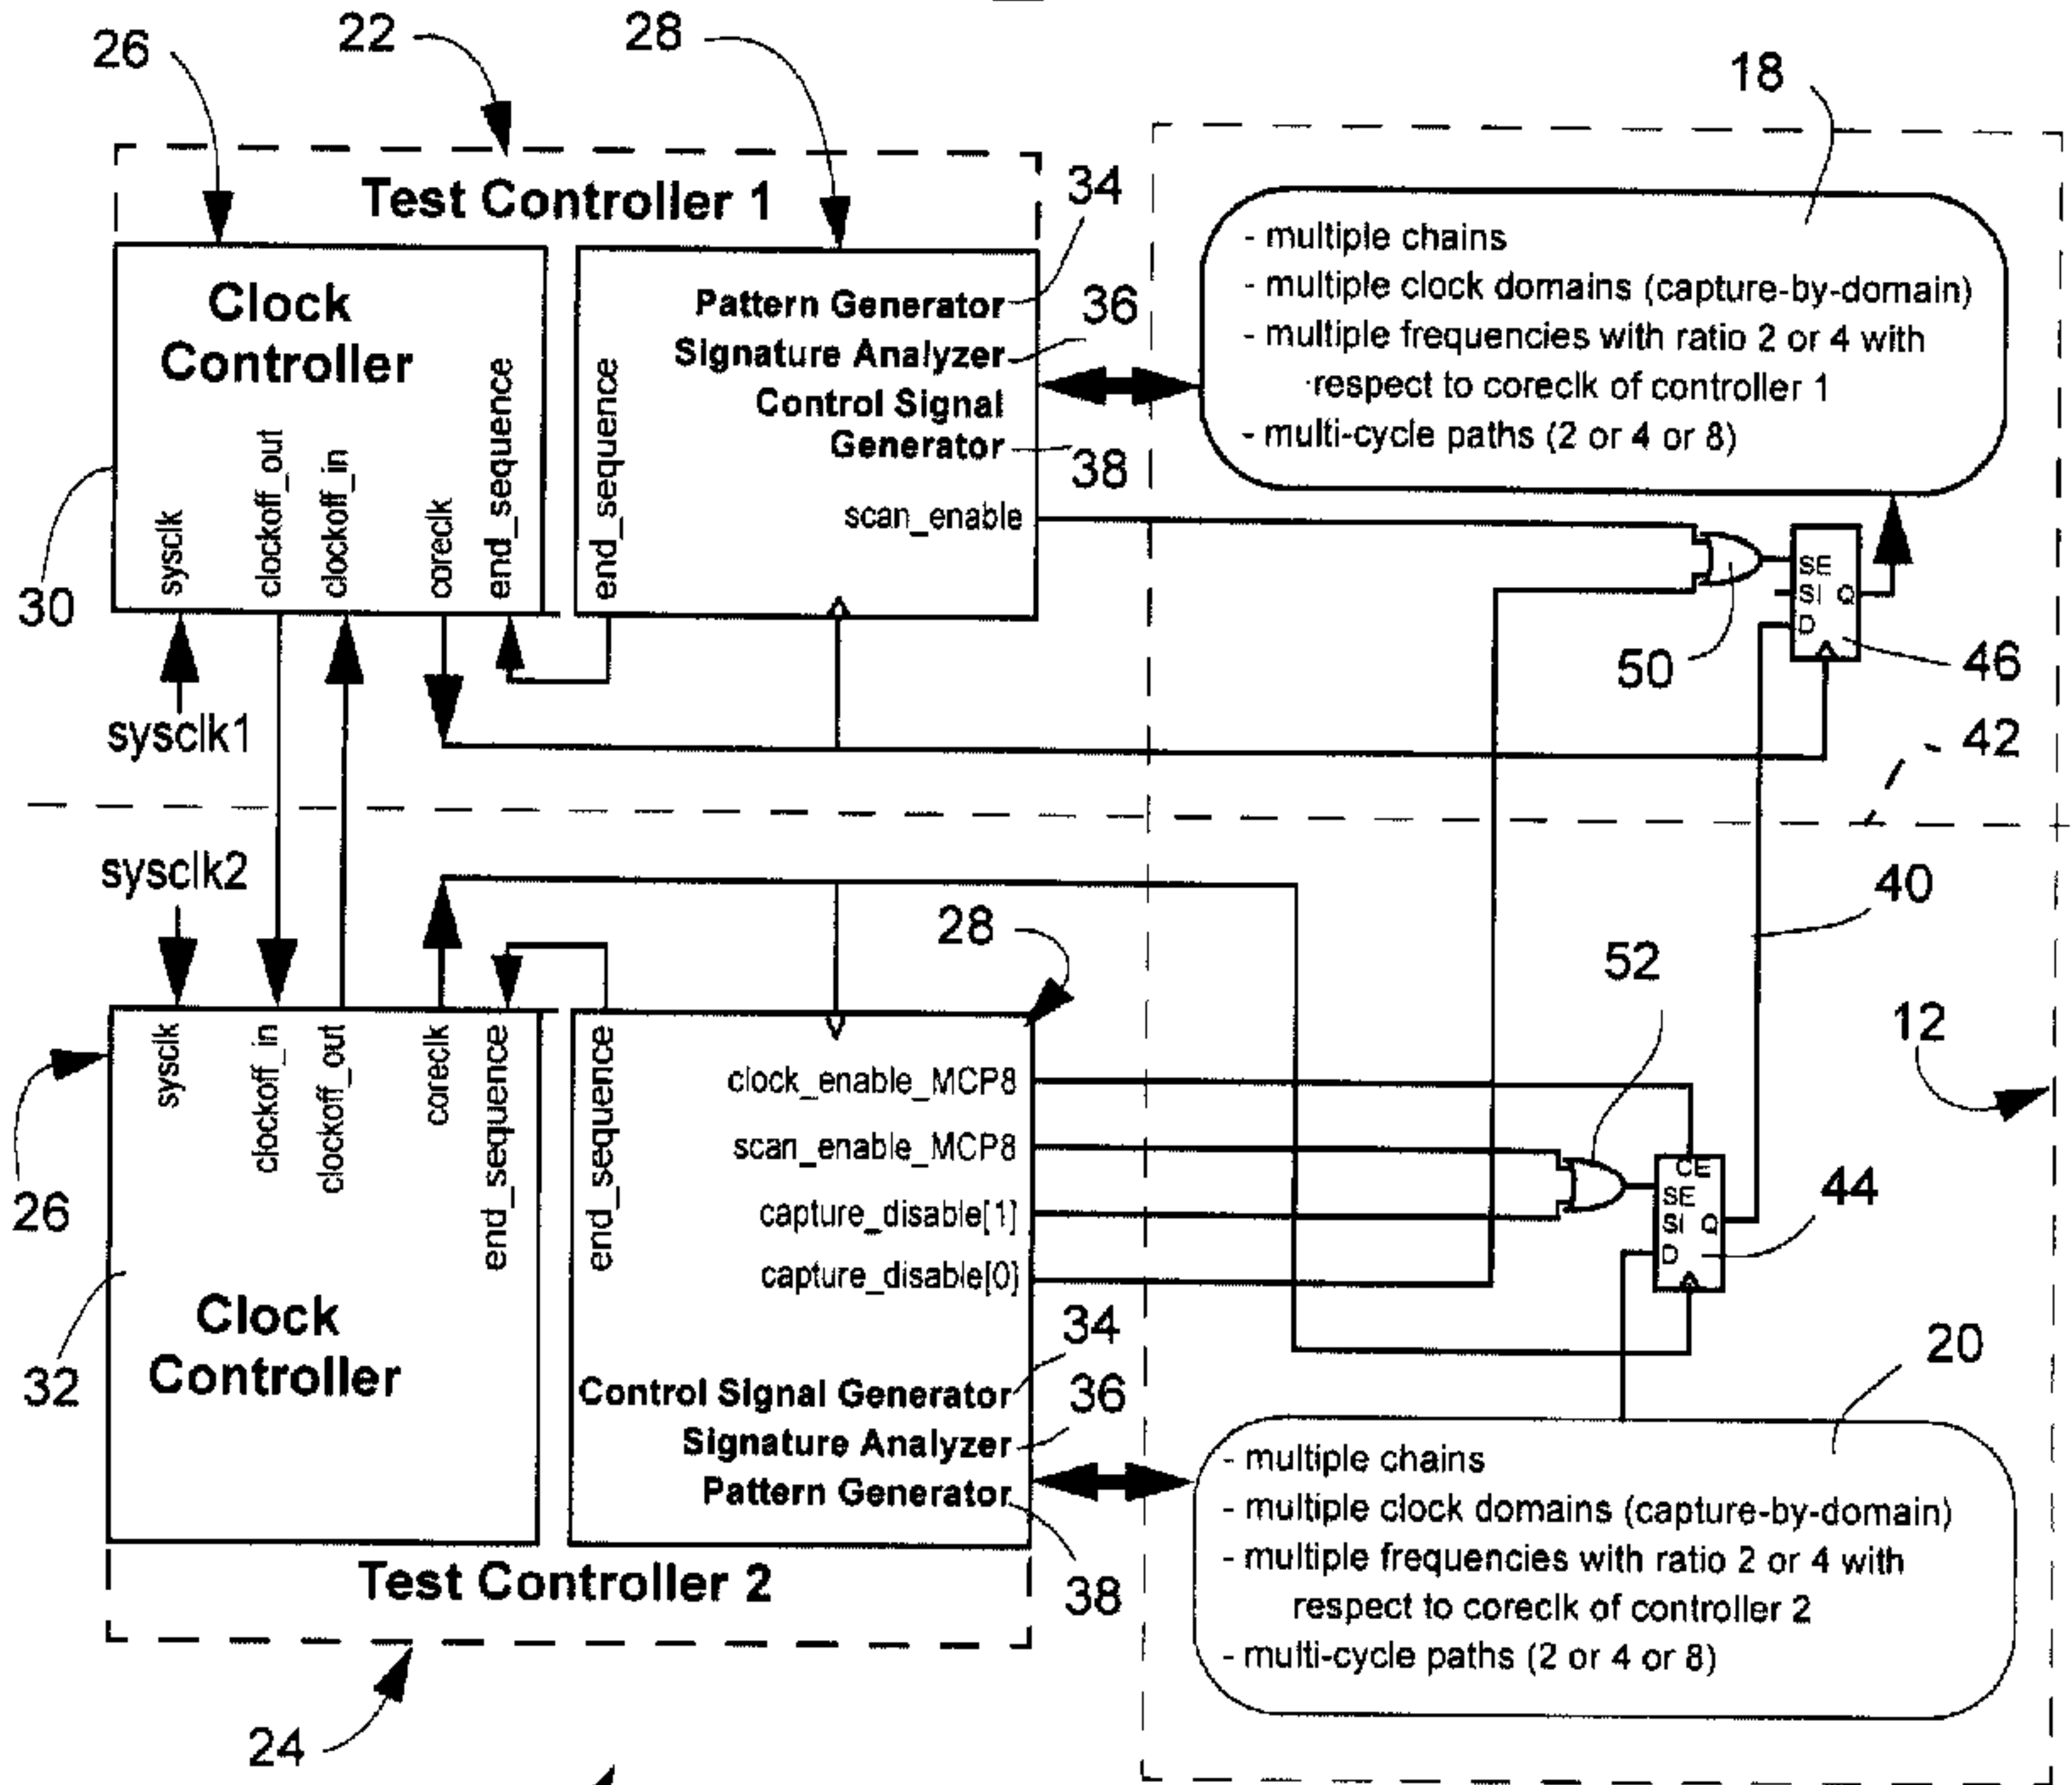 26
22
28
18
Test Controller 1
34
Clock
Controller
Pattern Generator
36
Signature Analyzer
Control Signal
Generator
38
end_sequence
end_sequence
scan_enable
sysclk
clockoff_out
clockoff_in
coreclk
30
- multiple chains
- multiple clock domains (capture-by-domain)
- multiple frequencies with ratio 2 or 4 with
respect to coreclk of controller 1
- multi-cycle paths (2 or 4 or 8)
SE
SI Q
D
50
46
sysclk1
42
sysclk2
40
28
52
12
sysclk
clockoff_in
clockoff_out
coreclk
end_sequence
end_sequence
clock_enable_MCP8
scan_enable_MCP8
capture_disable[1]
capture_disable[0]
CE
SE
SI Q
D
44
26
32
Clock
Controller
34
Control Signal Generator
36
Signature Analyzer
Pattern Generator
38
20
- multiple chains
- multiple clock domains (capture-by-domain)
- multiple frequencies with ratio 2 or 4 with
respect to coreclk of controller 2
- multi-cycle paths (2 or 4 or 8)
Test Controller 2
24